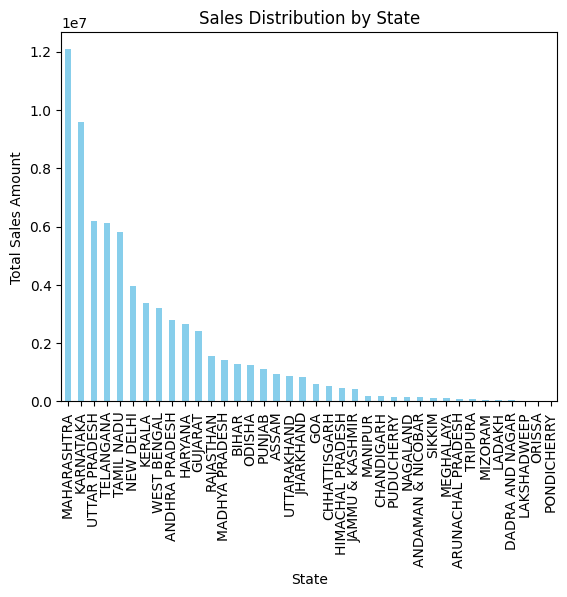 Sales Distribution by State
1e7
1.2
1.0
0.8
0.6
0.4
0.2
0.0
Total Sales Amount
MAHARASHTRA
KARNATAKA
UTTAR PRADESH
TELANGANA
TAMIL NADU
NEW DELHI
KERALA
WEST BENGAL
ANDHRA PRADESH
HARYANA
GUJARAT
RAJASTHAN
MADHYA PRADESH
BIHAR
ODISHA
PUNJAB
ASSAM
UTTARAKHAND
JHARKHAND
GOA
CHHATTISGARH
HIMACHAL PRADESH
JAMMU & KASHMIR
MANIPUR
CHANDIGARH
PUDUCHERRY
NAGALAND
ANDAMAN & NICOBAR
SIKKIM
MEGHALAYA
ARUNACHAL PRADESH
TRIPURA
MIZORAM
LADAKH
DADRA AND NAGAR
LAKSHADWEEP
ORISSA
PONDICHERRY
State